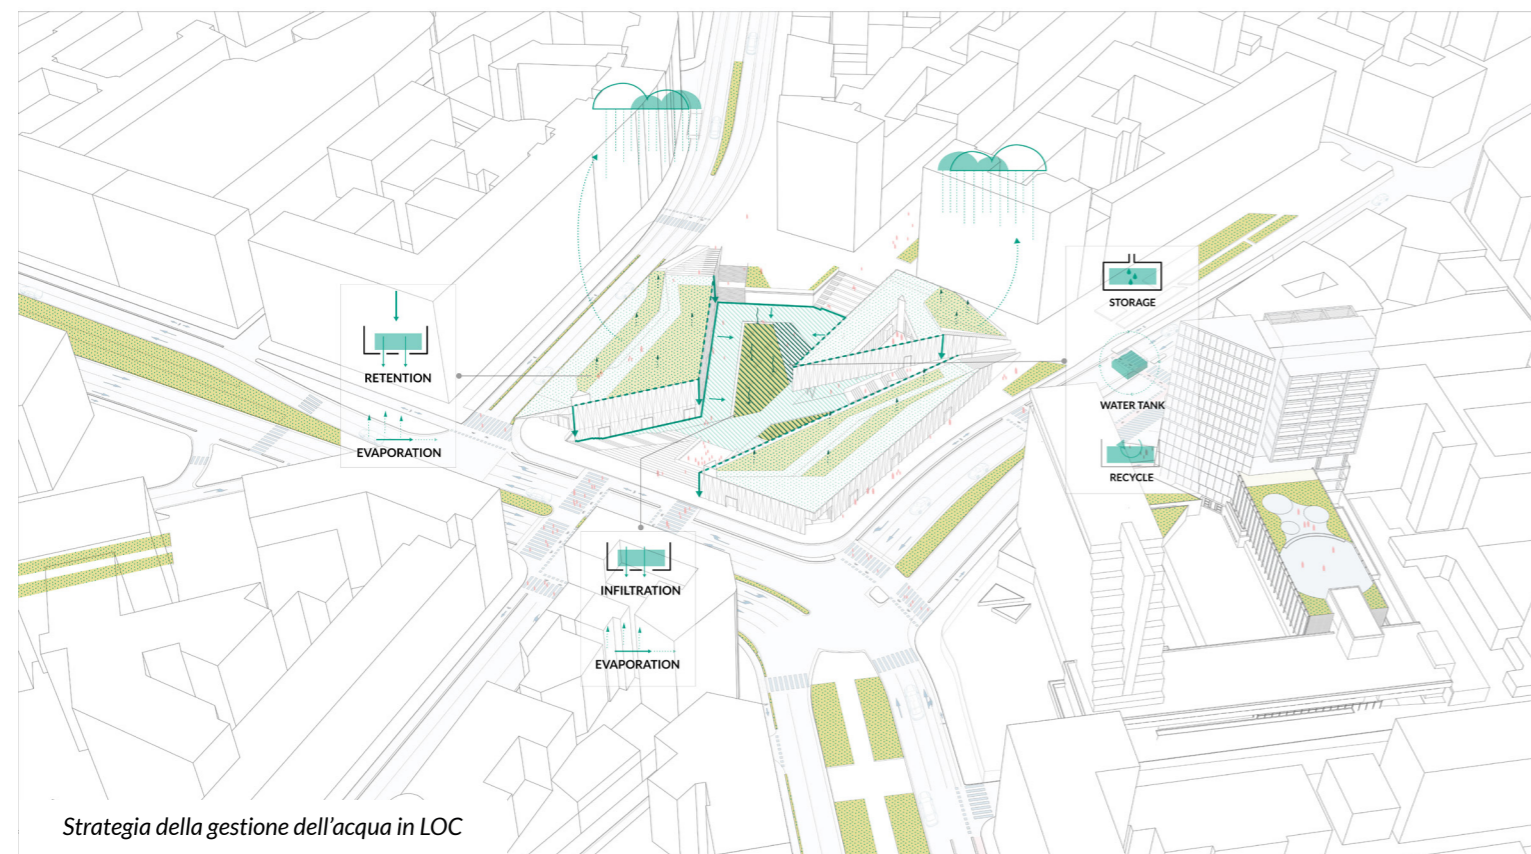 RETENTION
EVAPORATION
INFILTRATION
EVAPORATION
STORAGE
WATER TANK
RECYCLE
Strategia della gestione dell’acqua in LOC